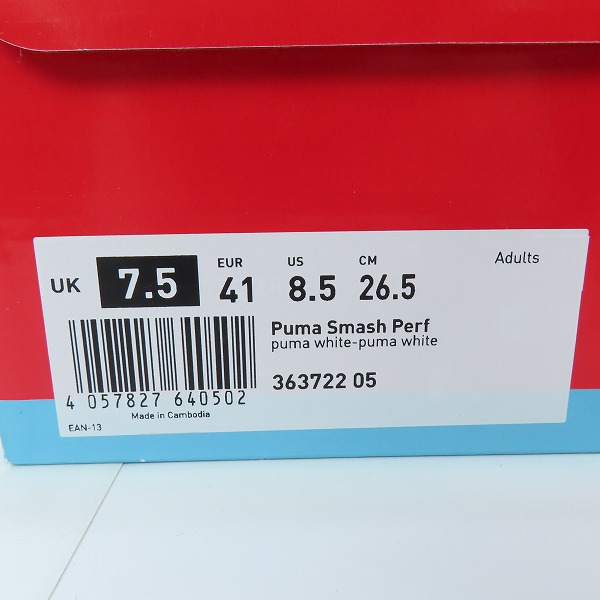 UK 7.5 EUR 41 US 8.5 CM 26.5 Adults
Puma Smash Perf
puma white-puma white
363722 05
4 057827 640502
Made in Cambodia
EAN-13